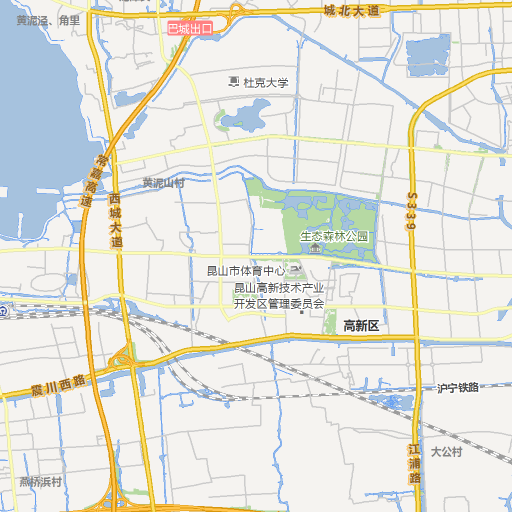 城北大道
黄泥泾、角里
巴城出口
杜克大学
常嘉高速
黄泥山村
西城大道
S339
生态森林公园
昆山市体育中心
昆山高新技术产业
开发区管理委员会
高新区
震川西路
沪宁铁路
江浦路
大公村
燕桥浜村